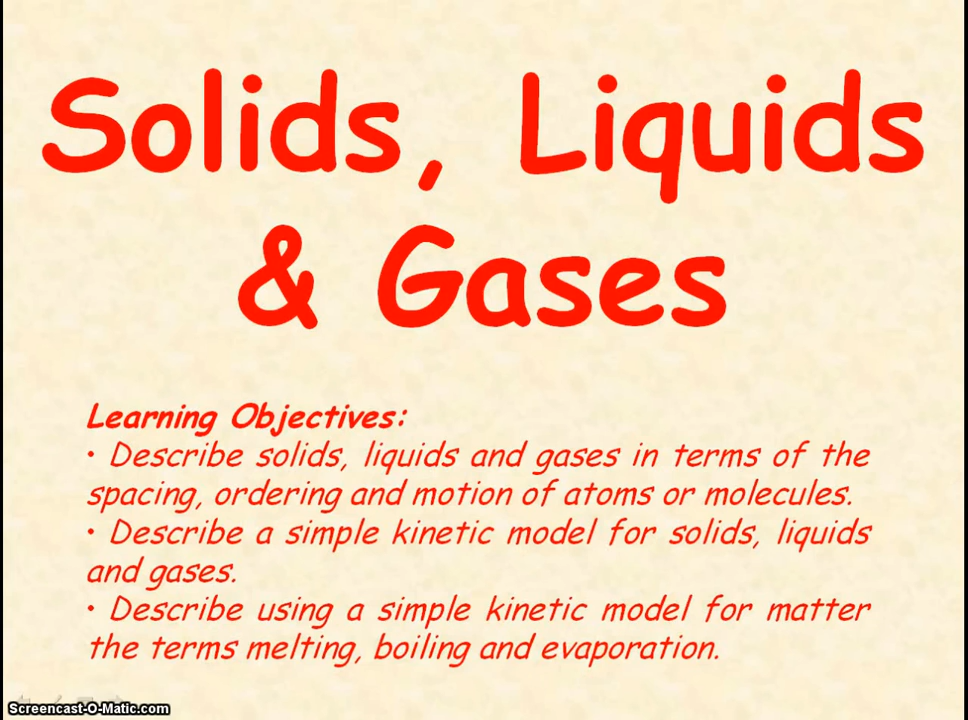 Solids, Liquids
& Gases
Learning Objectives:
• Describe solids, liquids and gases in terms of the
spacing, ordering and motion of atoms or molecules.
• Describe a simple kinetic model for solids, liquids
and gases.
• Describe using a simple kinetic model for matter
the terms melting, boiling and evaporation.
Screencast-O-Matic.com